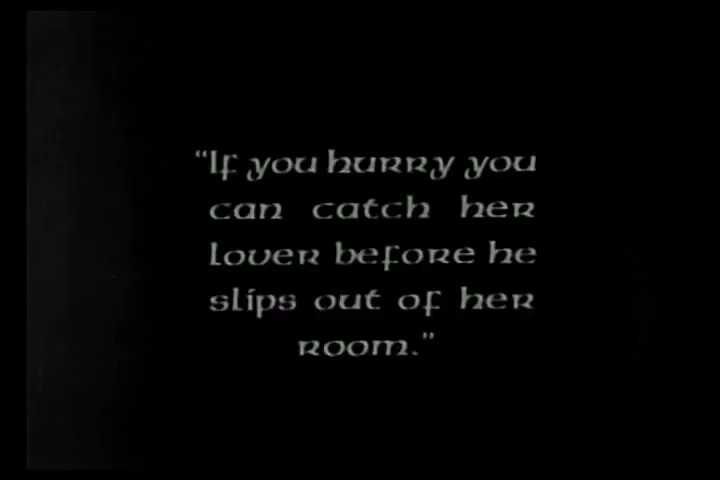 "If you hurry you
can catch her
lover before he
slips out of her
room."